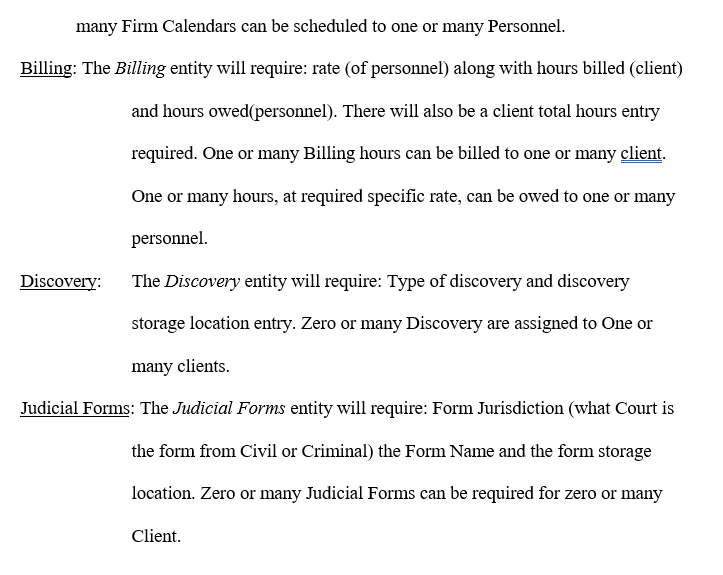 many Firm Calendars can be scheduled to one or many Personnel.
Billing: The Billing entity will require: rate (of personnel) along with hours billed (client)
and hours owed(personnel). There will also be a client total hours entry
required. One or many Billing hours can be billed to one or many client.
One or many hours, at required specific rate, can be owed to one or many
personnel.
Discovery: The Discovery entity will require: Type of discovery and discovery
storage location entry. Zero or many Discovery are assigned to One or
many clients.
Judicial Forms: The Judicial Forms entity will require: Form Jurisdiction (what Court is
the form from Civil or Criminal) the Form Name and the form storage
location. Zero or many Judicial Forms can be required for zero or many
Client.